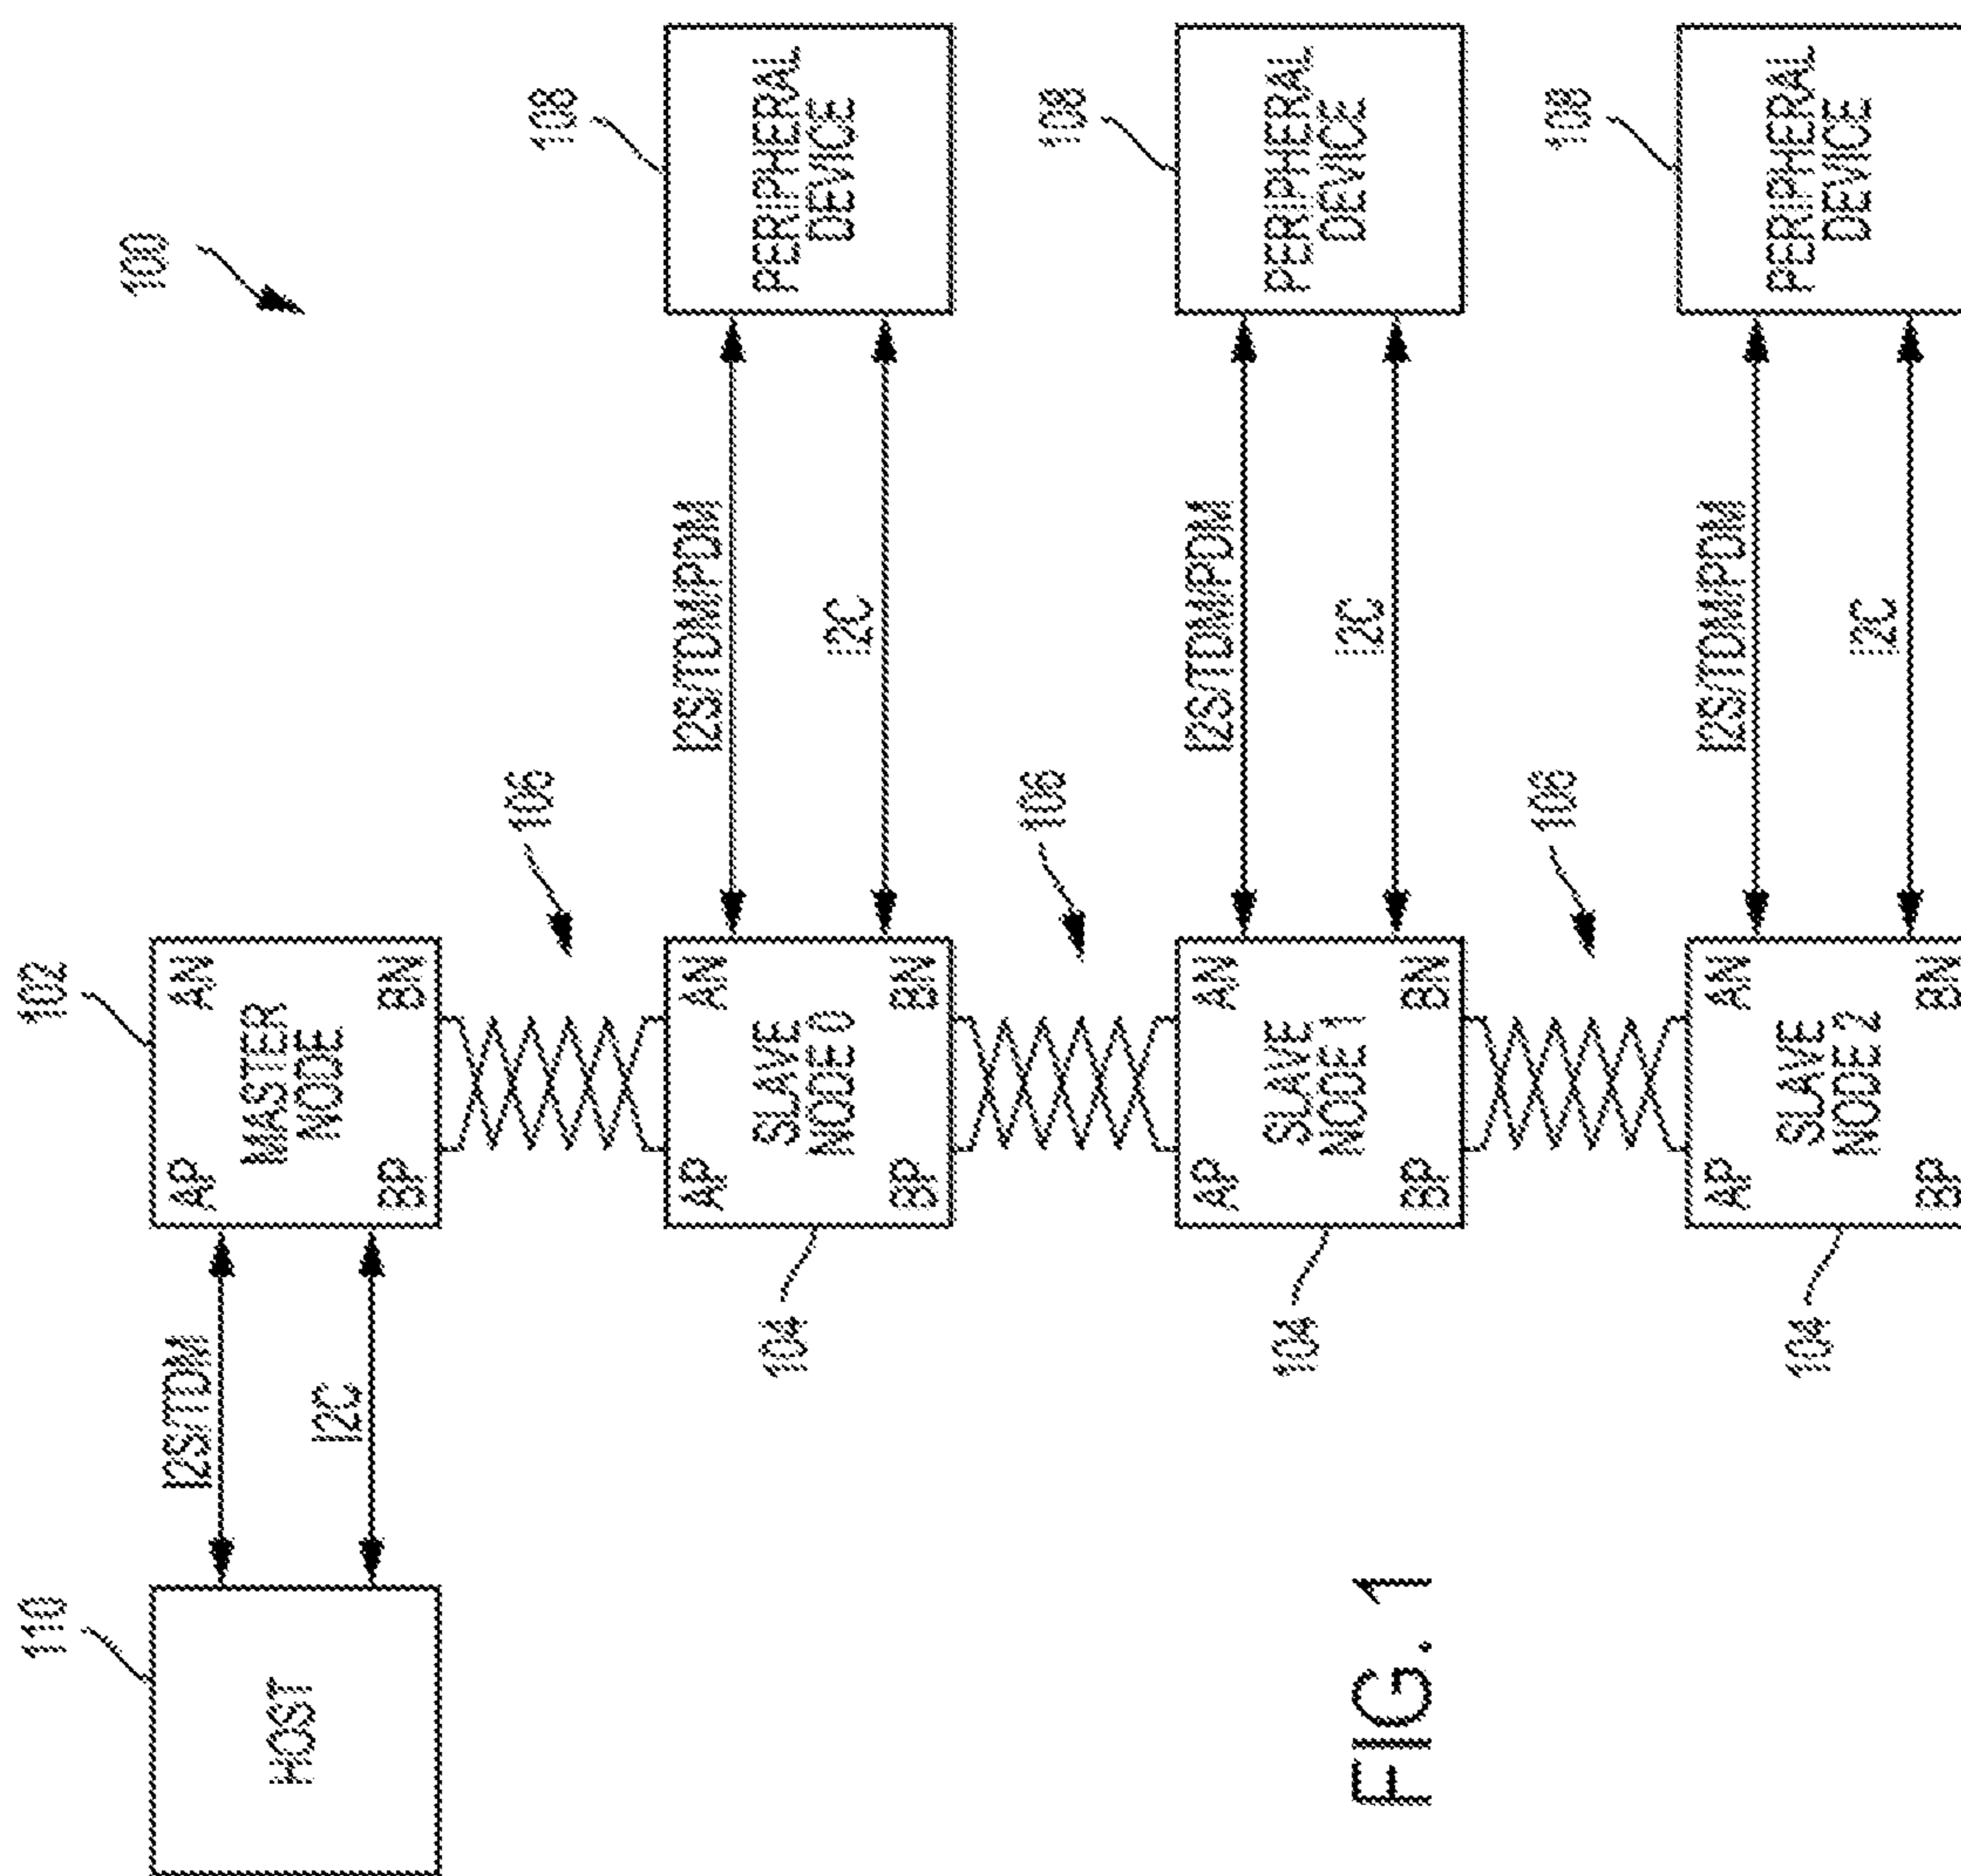 110
102
100
HOST
I2S/TDM
I2C
AP AN
MASTER
NODE
BP BN
106
108
104
AP AN
SLAVE
NODE 0
BP BN
I2S/TDM/PDM
I2C
PERIPHERAL
DEVICE
106
108
104
AP AN
SLAVE
NODE 1
BP BN
I2S/TDM/PDM
I2C
PERIPHERAL
DEVICE
FIG. 1
106
108
104
AP AN
SLAVE
NODE 2
BP BN
I2S/TDM/PDM
I2C
PERIPHERAL
DEVICE